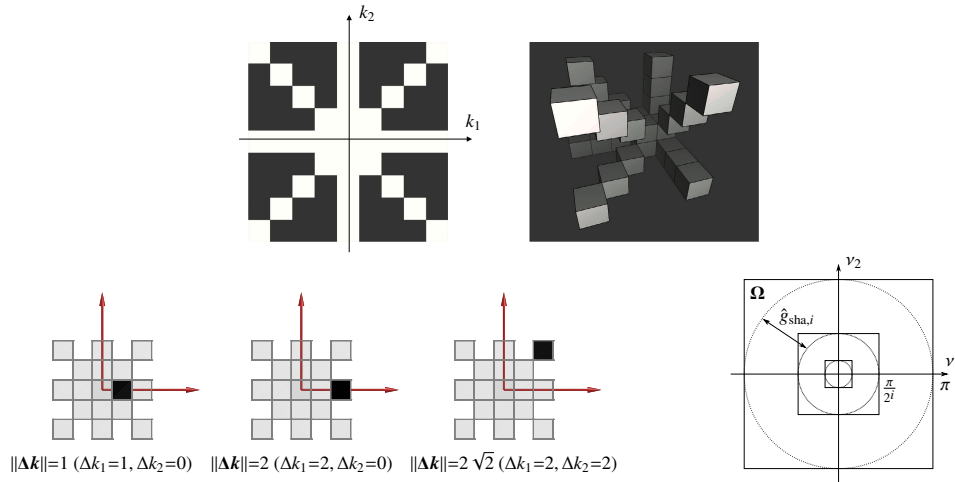 k₂
k₁
ν₂
Ω
ĝsha,i
ν
π
π/2ⁱ
‖Δk‖=1 (Δk₁=1, Δk₂=0)
‖Δk‖=2 (Δk₁=2, Δk₂=0)
‖Δk‖=2 √2 (Δk₁=2, Δk₂=2)